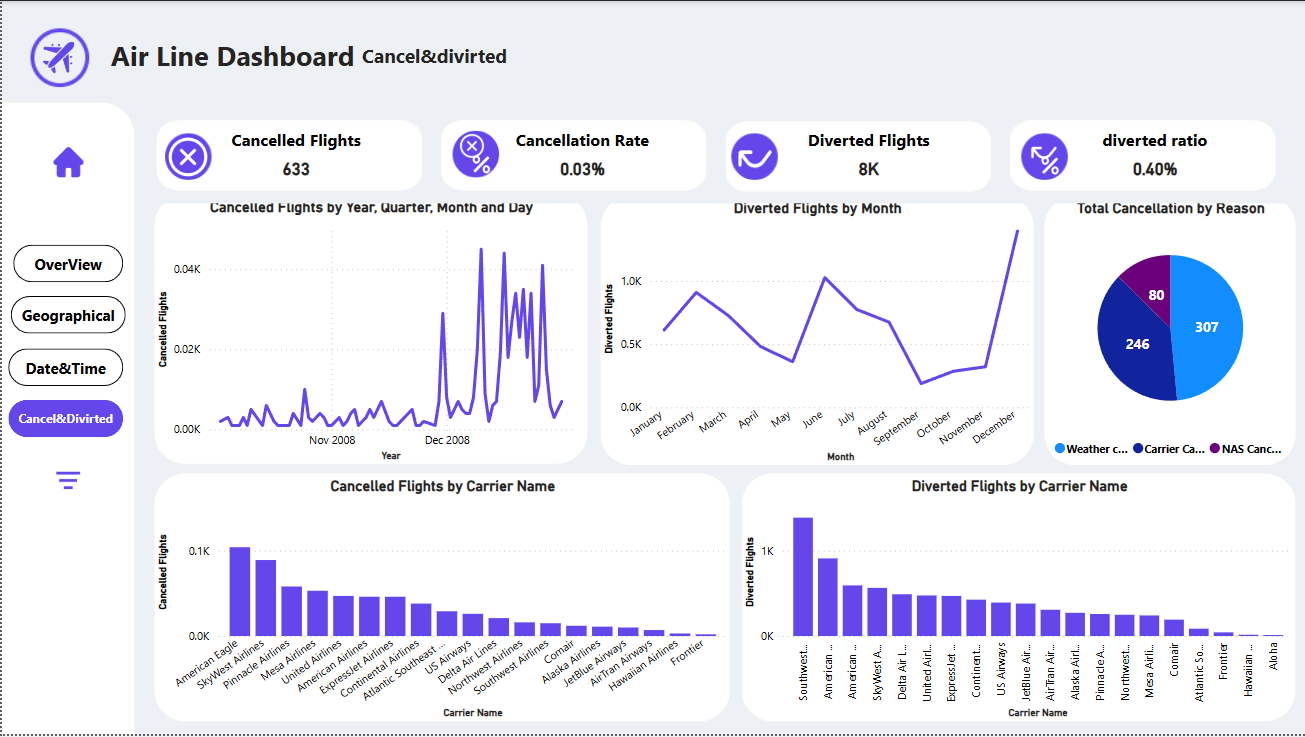 Air Line Dashboard Cancel&divirted
OverView
Geographical
Date&Time
Cancel&Divirted
Cancelled Flights
633
Cancellation Rate
0.03%
Diverted Flights
8K
diverted ratio
0.40%
Cancelled Flights by Year, Quarter, Month and Day
Cancelled Flights
0.04K
0.02K
0.00K
Nov 2008
Dec 2008
Year
Diverted Flights by Month
Diverted Flights
1.0K
0.5K
0.0K
January
February
March
April
May
June
July
August
September
October
November
December
Month
Total Cancellation by Reason
80
307
246
Weather c...
Carrier Ca...
NAS Canc...
Cancelled Flights by Carrier Name
Cancelled Flights
0.1K
0.0K
American Eagle
SkyWest Airlines
Pinnacle Airlines
Mesa Airlines
United Airlines
American Airlines
ExpressJet Airlines
Continental Airlines
Atlantic Southeast ...
US Airways
Delta Air Lines
Northwest Airlines
Southwest Airlines
Comair
Alaska Airlines
JetBlue Airways
AirTran Airways
Hawaiian Airlines
Frontier
Carrier Name
Diverted Flights by Carrier Name
Diverted Flights
1K
0K
Southwest...
American ...
American ...
SkyWest A...
Delta Air L...
United Airl...
ExpressJet ...
Continent...
US Airways
JetBlue Air...
AirTran Air...
Alaska Airl...
Pinnacle A...
Northwest...
Mesa Airli...
Comair
Atlantic So...
Frontier
Hawaiian ...
Aloha
Carrier Name